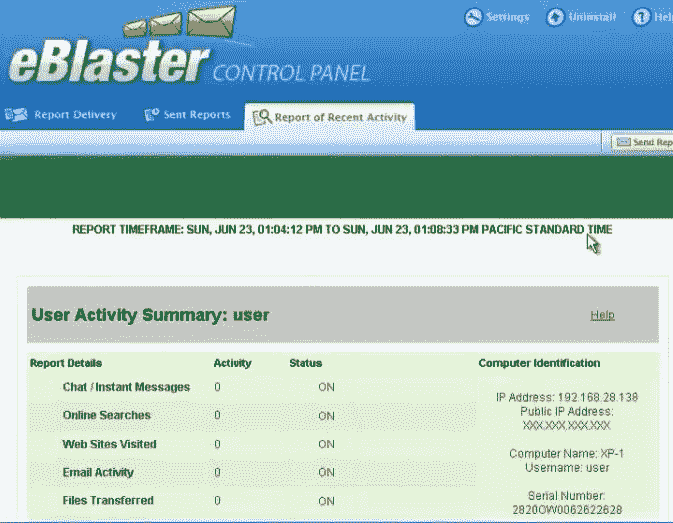 Settings Uninstall Help
eBlaster CONTROL PANEL
Report Delivery Sent Reports Report of Recent Activity
Send Rep
REPORT TIMEFRAME: SUN, JUN 23, 01:04:12 PM TO SUN, JUN 23, 01:08:33 PM PACIFIC STANDARD TIME
User Activity Summary: user Help
Report Details Activity Status Computer Identification
Chat / Instant Messages 0 ON
IP Address: 192.168.28.138
Online Searches 0 ON
Public IP Address:
XXX.XXX.XXX.XXX
Web Sites Visited 0 ON
Computer Name: XP-1
Email Activity 0 ON
Username: user
Files Transferred 0 ON
Serial Number:
2820OW0062622628